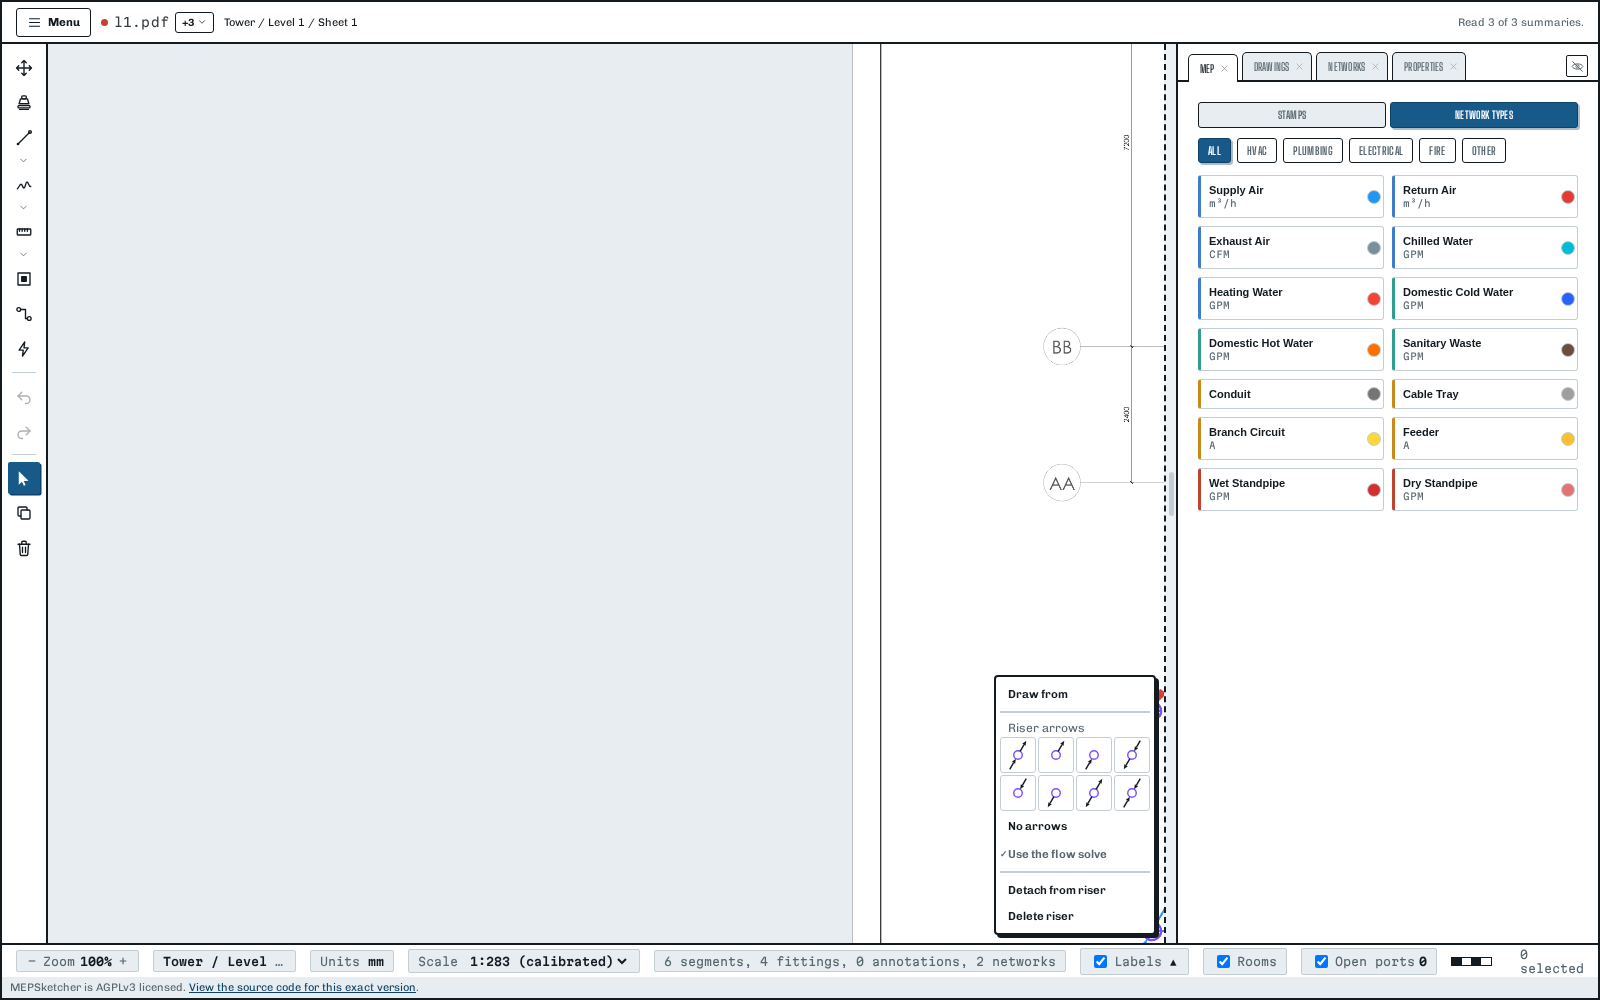 Menu
l1.pdf
+3
Tower / Level 1 / Sheet 1
Read 3 of 3 summaries.
MEP
DRAWINGS
NETWORKS
PROPERTIES
STAMPS
NETWORK TYPES
ALL
HVAC
PLUMBING
ELECTRICAL
FIRE
OTHER
Supply Air
m³/h
Return Air
m³/h
Exhaust Air
CFM
Chilled Water
GPM
Heating Water
GPM
Domestic Cold Water
GPM
Domestic Hot Water
GPM
Sanitary Waste
GPM
Conduit
Cable Tray
Branch Circuit
A
Feeder
A
Wet Standpipe
GPM
Dry Standpipe
GPM
7200
BB
2400
AA
Draw from
Riser arrows
No arrows
✓Use the flow solve
Detach from riser
Delete riser
− Zoom 100% +
Tower / Level …
Units mm
Scale 1:283 (calibrated)
6 segments, 4 fittings, 0 annotations, 2 networks
Labels ▲
Rooms
Open ports 0
0 selected
MEPSketcher is AGPLv3 licensed. View the source code for this exact version.